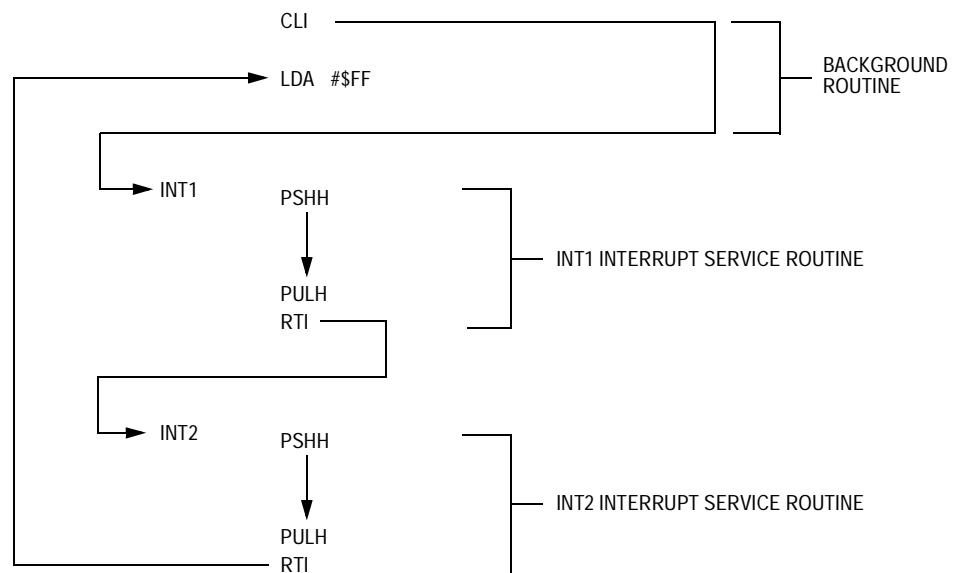 CLI
LDA #$FF
BACKGROUND
ROUTINE
INT1
PSHH
INT1 INTERRUPT SERVICE ROUTINE
PULH
RTI
INT2
PSHH
INT2 INTERRUPT SERVICE ROUTINE
PULH
RTI